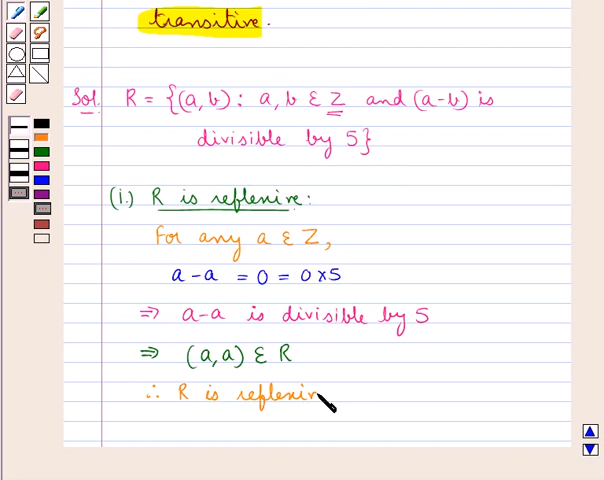 transitive.
Sol. R = {(a, b) : a, b ε Z and (a-b) is
divisible by 5}
(i.) R is reflexive:
For any a ε Z,
a - a = 0 = 0×5
⇒ a-a is divisible by 5
⇒ (a, a) ε R
∴ R is reflexiv